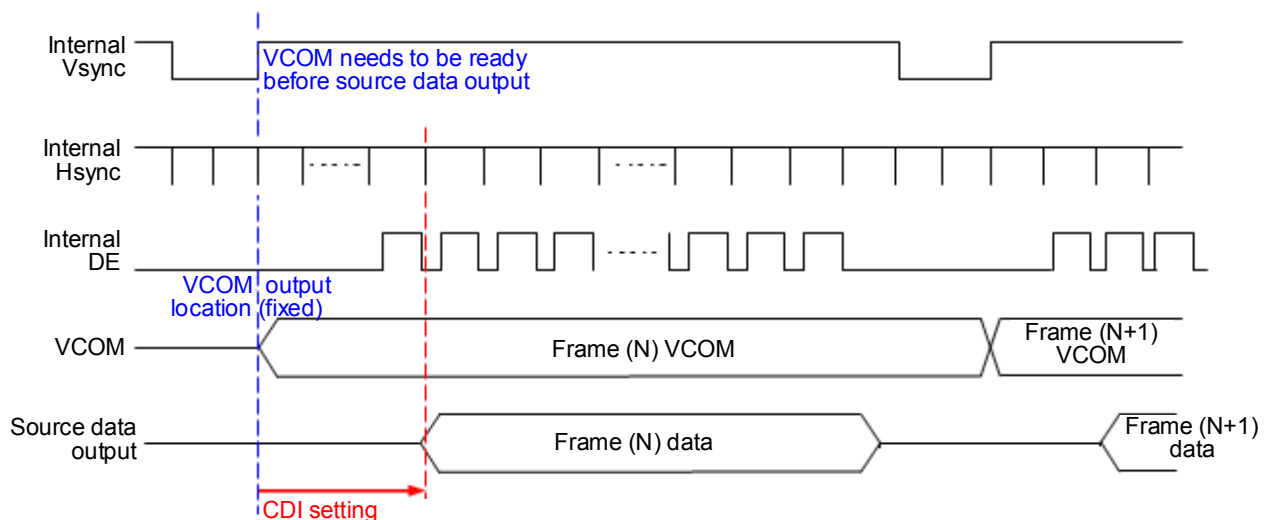 Internal
Vsync
VCOM needs to be ready
before source data output
Internal
Hsync
Internal
DE
VCOM output
location (fixed)
VCOM
Frame (N) VCOM
Frame (N+1)
VCOM
Source data
output
Frame (N) data
Frame (N+1)
data
CDI setting